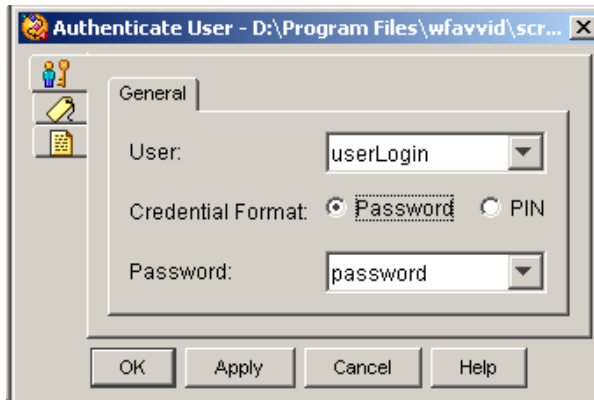 Authenticate User - D:\Program Files\wfavvid\scr...
General
User: userLogin
Credential Format: Password PIN
Password: password
OK Apply Cancel Help